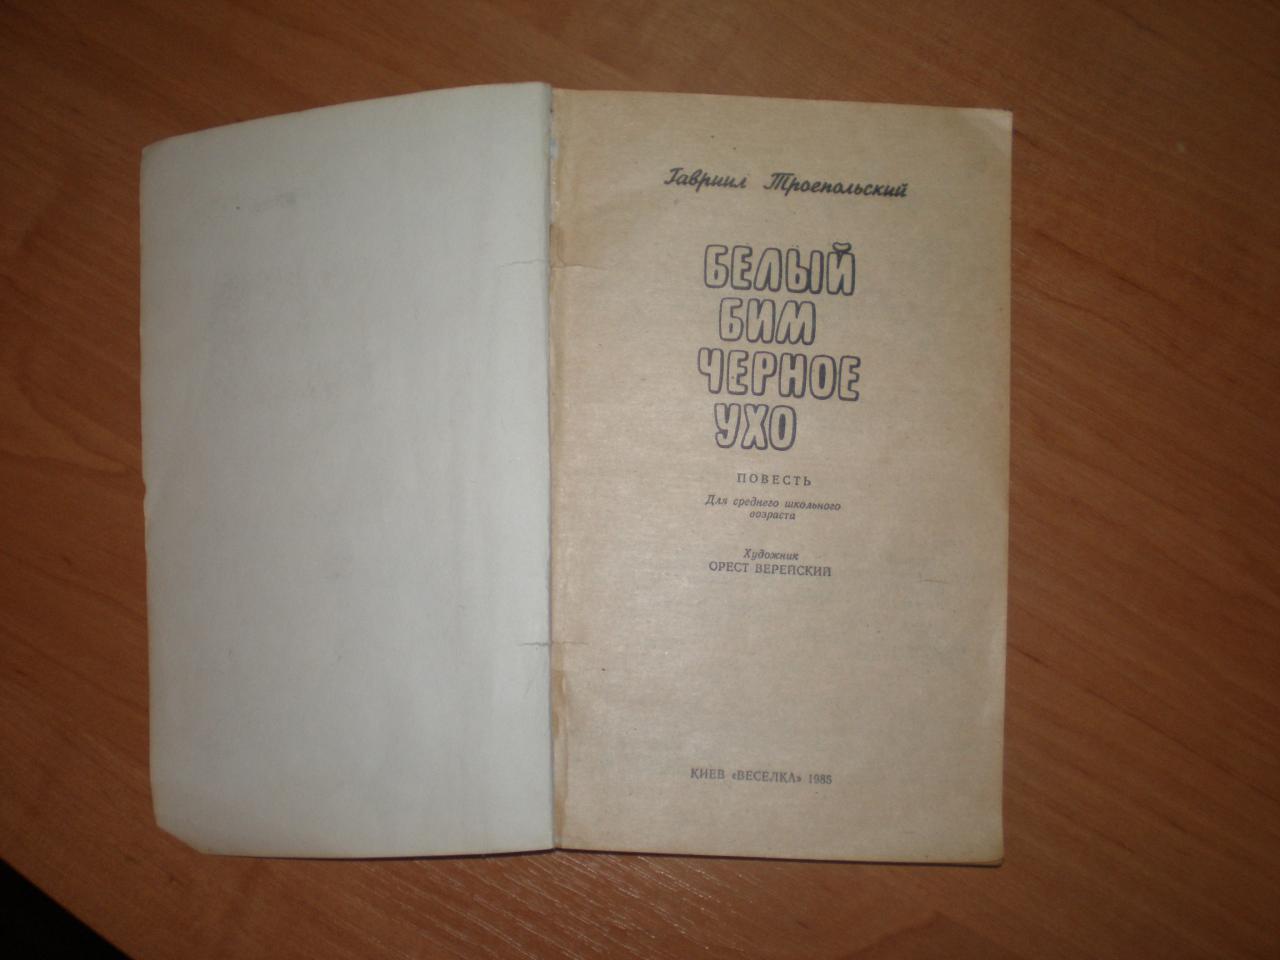 Гавриил Троепольский
БЕЛЫЙ
БИМ
ЧЕРНОЕ
УХО
ПОВЕСТЬ
Для среднего школьного
возраста
Художник
ОРЕСТ ВЕРЕЙСКИЙ
КИЕВ «ВЕСЕЛКА» 1985